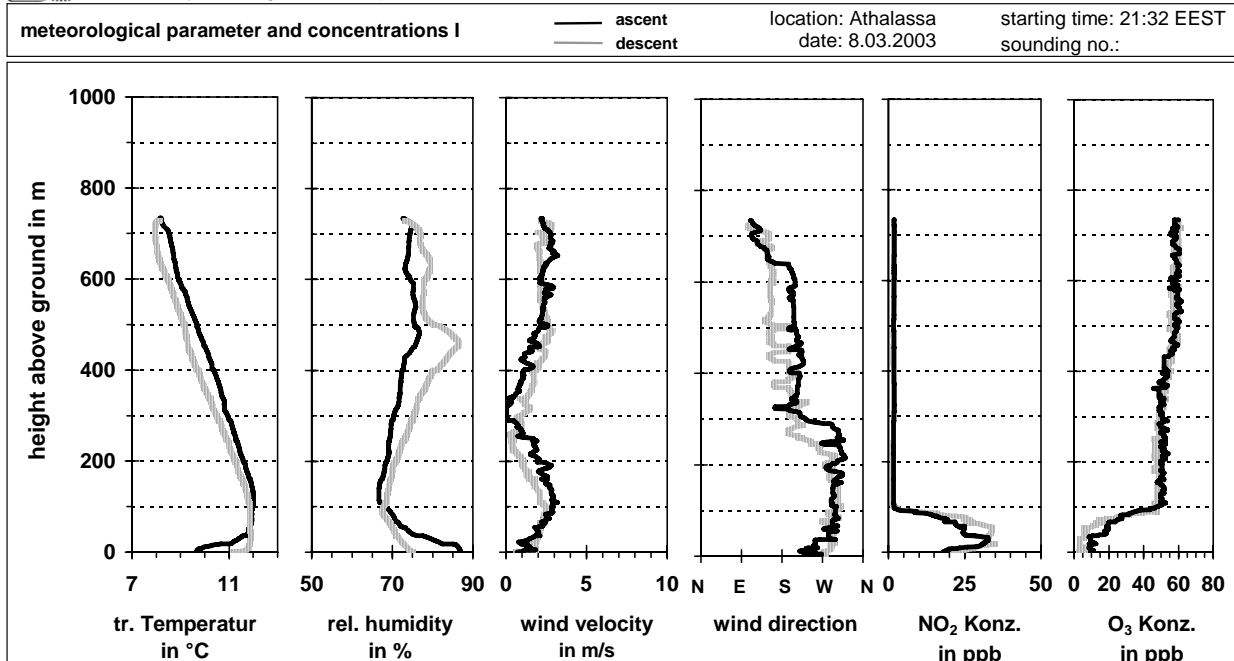 meteorological parameter and concentrations I
ascent
descent
location: Athalassa
date: 8.03.2003
starting time: 21:32 EEST
sounding no.:
height above ground in m
1000
800
600
400
200
0
7 11
50 70 90
0 5 10
N E S W N
0 25 50
0 20 40 60 80
tr. Temperatur
in °C
rel. humidity
in %
wind velocity
in m/s
wind direction
NO₂ Konz.
in ppb
O₃ Konz.
in ppb